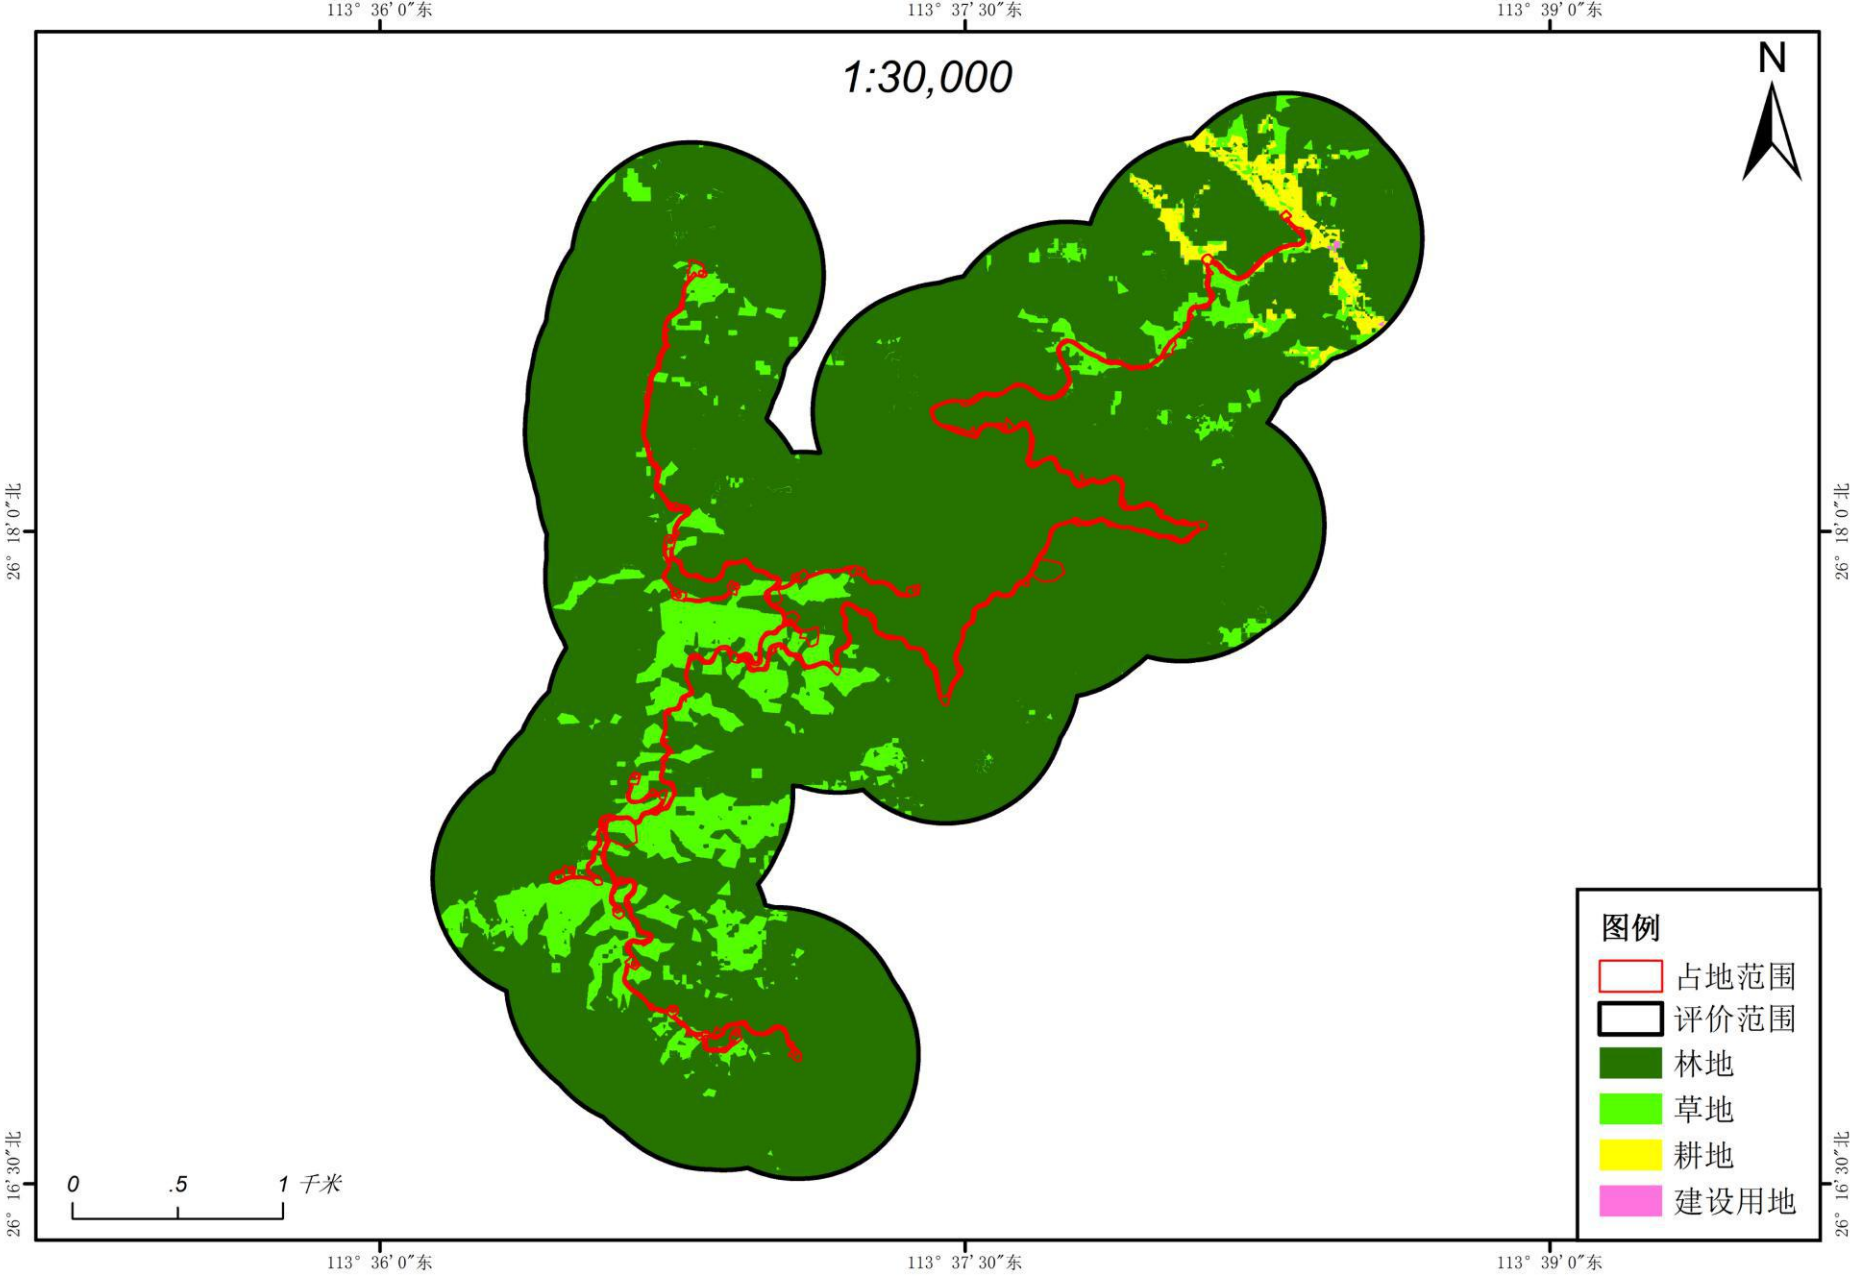 113° 36′0″东
113° 37′30″东
113° 39′0″东
1:30,000
N
26° 18′0″北
26° 18′0″北
图例
占地范围
评价范围
林地
草地
耕地
建设用地
26° 16′30″北
0 .5 1 千米
26° 16′30″北
113° 36′0″东
113° 37′30″东
113° 39′0″东